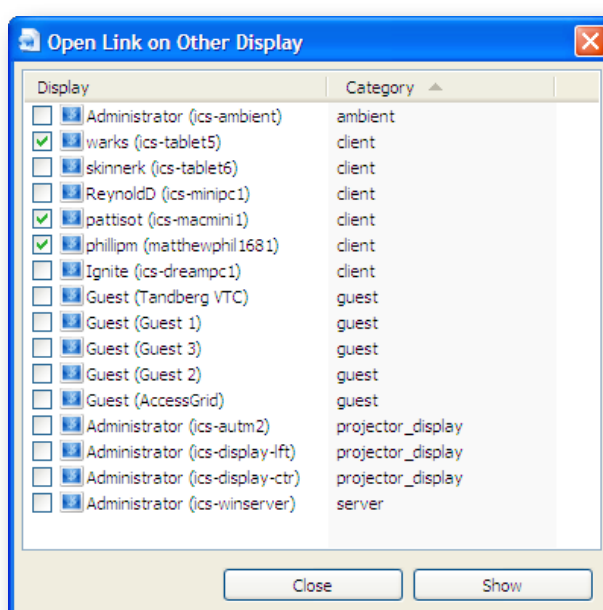 Open Link on Other Display
Display Category
Administrator (ics-ambient) ambient
warks (ics-tablet5) client
skinnerk (ics-tablet6) client
ReynoldD (ics-minipc1) client
pattisot (ics-macmini1) client
phillipm (matthewphil1681) client
Ignite (ics-dreampc1) client
Guest (Tandberg VTC) guest
Guest (Guest 1) guest
Guest (Guest 3) guest
Guest (Guest 2) guest
Guest (AccessGrid) guest
Administrator (ics-autm2) projector_display
Administrator (ics-display-lft) projector_display
Administrator (ics-display-ctr) projector_display
Administrator (ics-winserver) server
Close Show